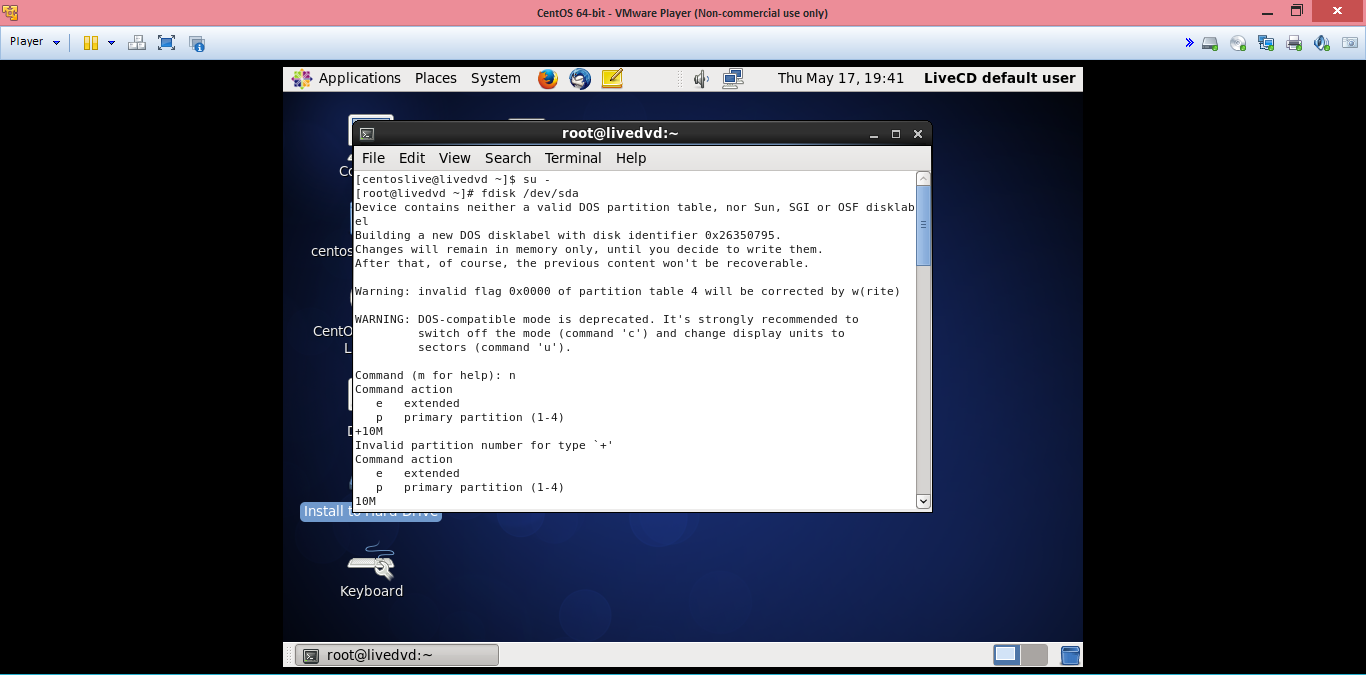 CentOS 64-bit - VMware Player (Non-commercial use only)
Player
Applications Places System Thu May 17, 19:41 LiveCD default user
root@livedvd:~
File Edit View Search Terminal Help
[centoslive@livedvd ~]$ su -
[root@livedvd ~]# fdisk /dev/sda
Device contains neither a valid DOS partition table, nor Sun, SGI or OSF disklab
el
Building a new DOS disklabel with disk identifier 0x26350795.
Changes will remain in memory only, until you decide to write them.
After that, of course, the previous content won't be recoverable.
Warning: invalid flag 0x0000 of partition table 4 will be corrected by w(rite)
WARNING: DOS-compatible mode is deprecated. It's strongly recommended to
switch off the mode (command 'c') and change display units to
sectors (command 'u').
Command (m for help): n
Command action
e extended
p primary partition (1-4)
+10M
Invalid partition number for type `+'
Command action
e extended
p primary partition (1-4)
10M
centos
CentO
L
Install to Hard Drive
Keyboard
root@livedvd:~